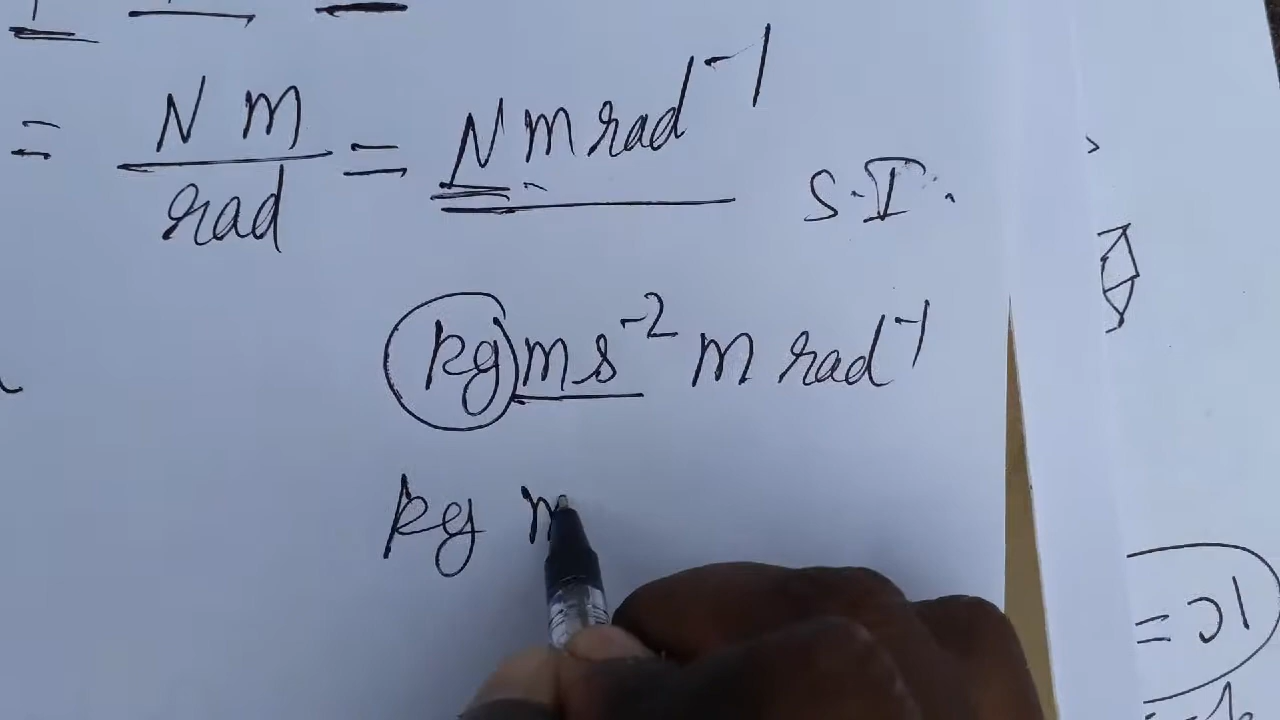 = N m / rad = N m rad⁻¹ S.I.
kg m s⁻² m rad⁻¹
kg m